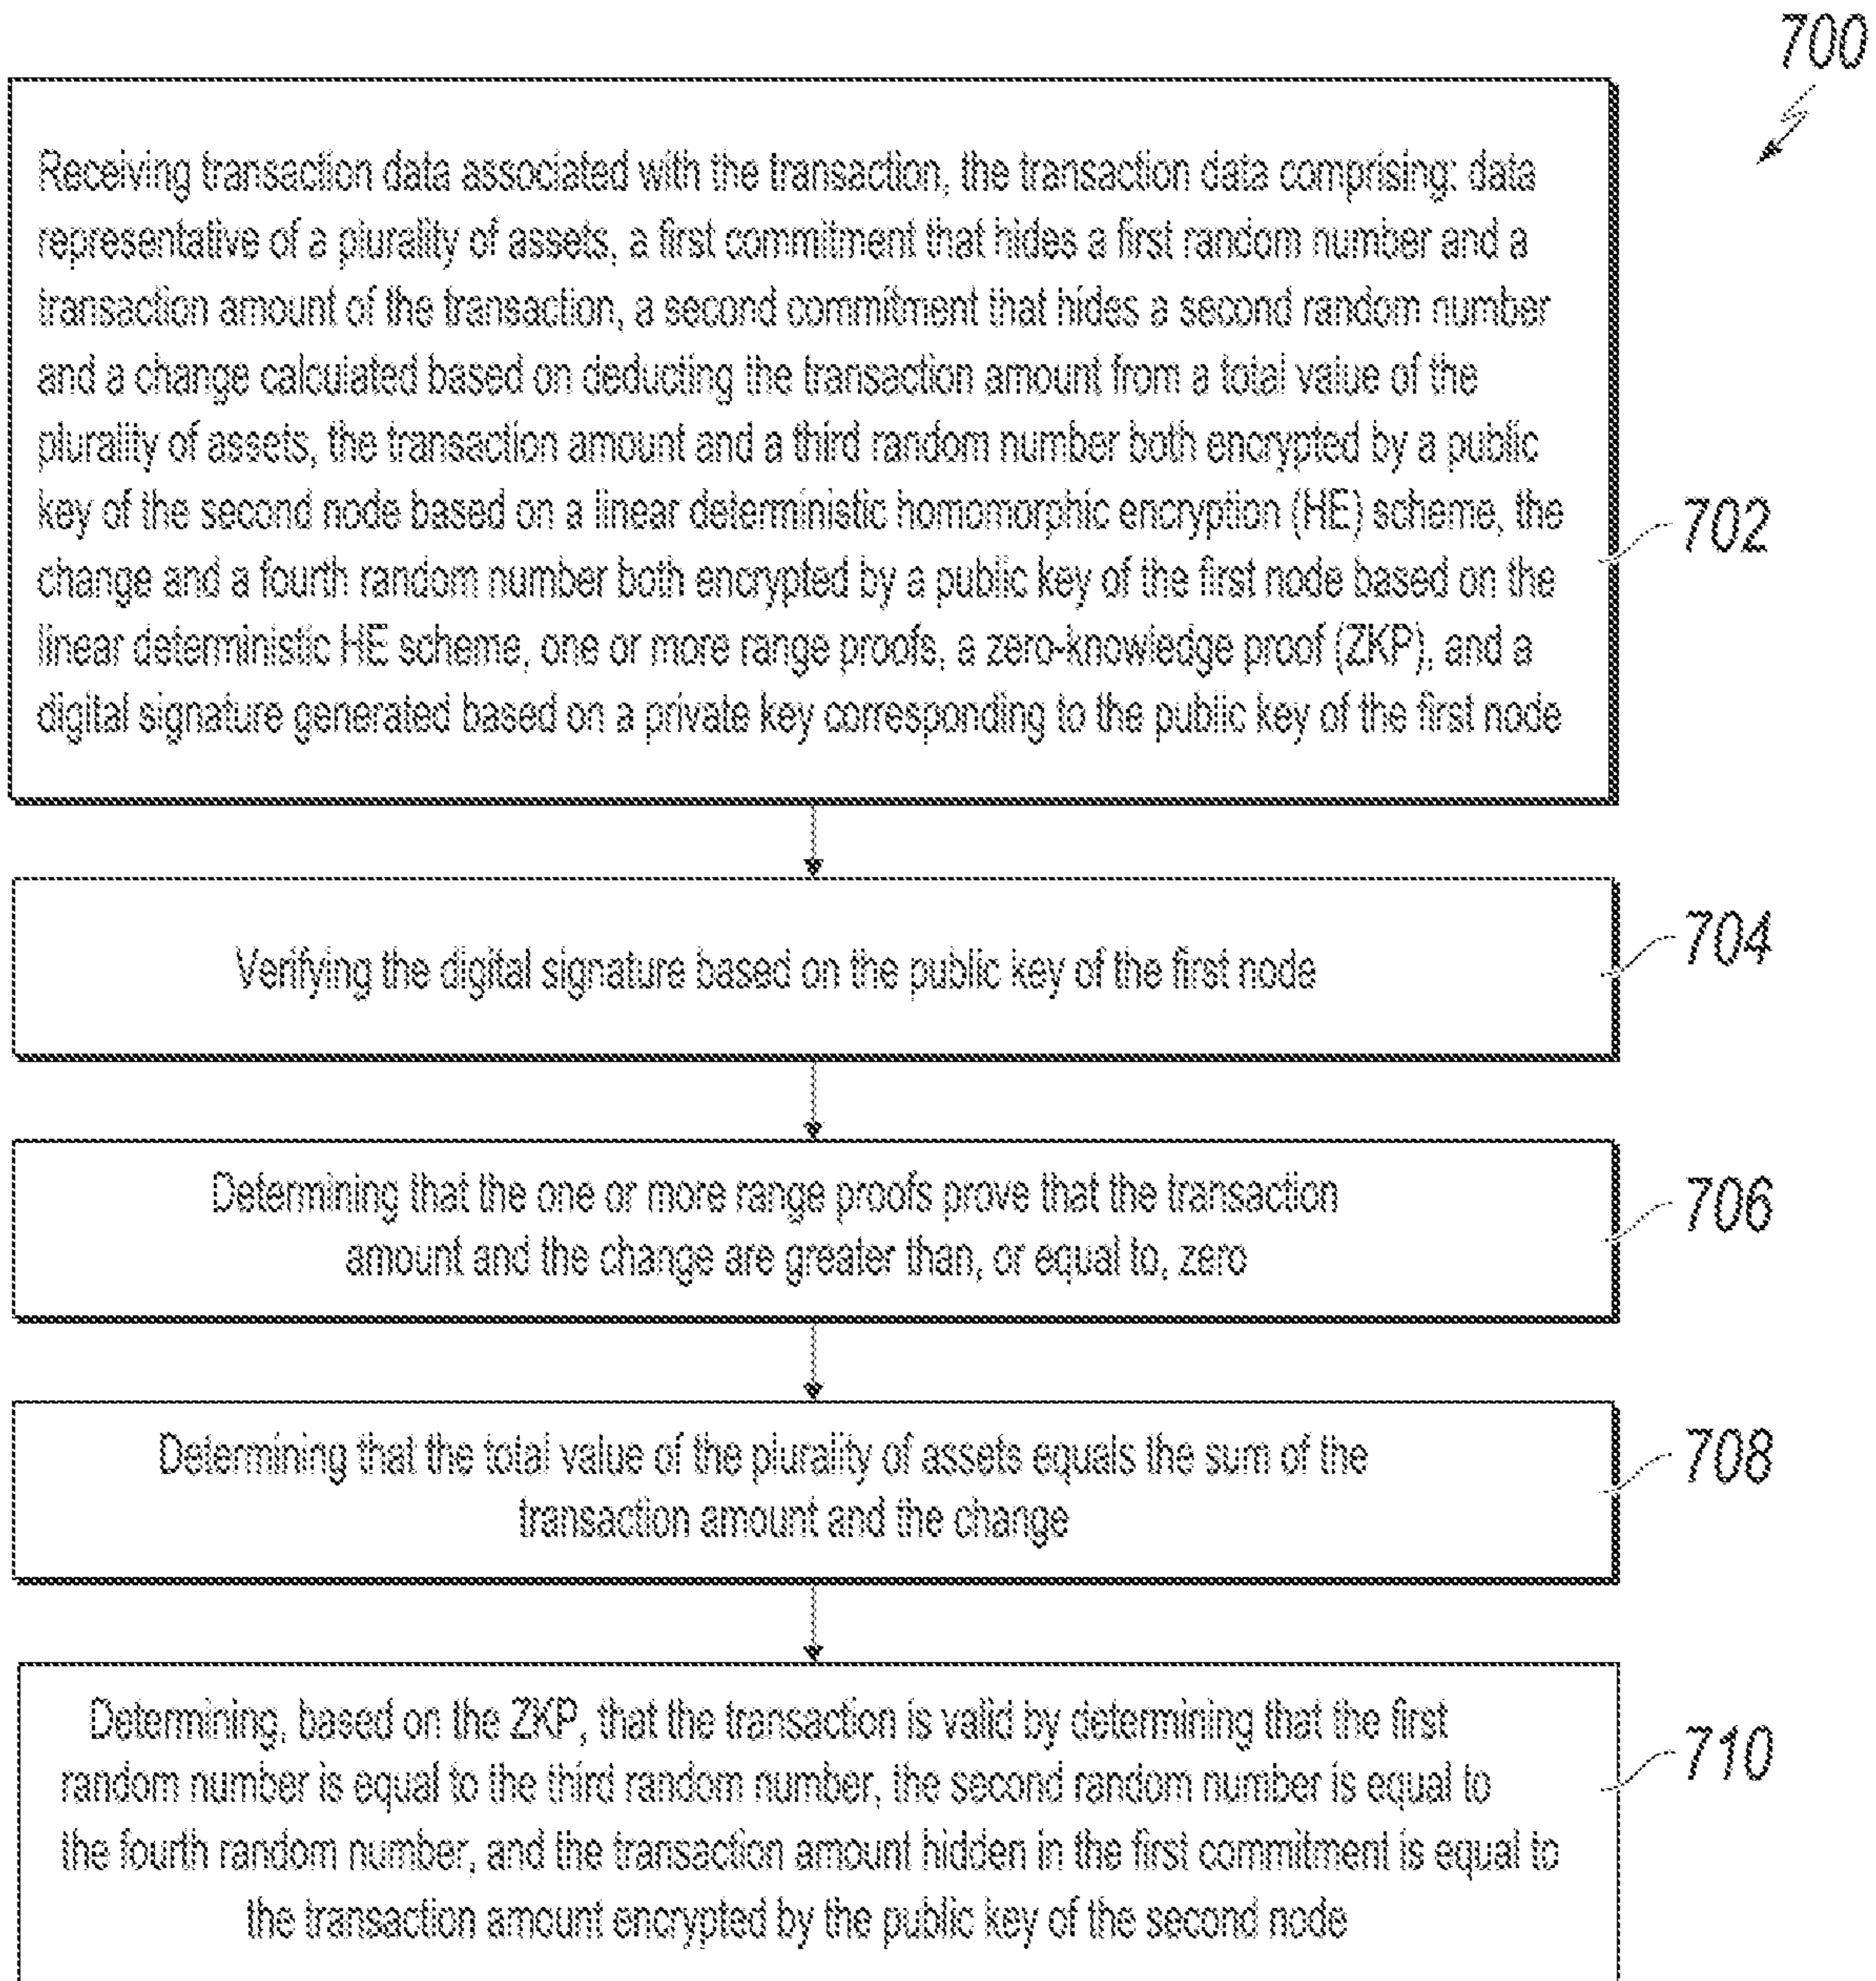 700
Receiving transaction data associated with the transaction, the transaction data comprising: data
representative of a plurality of assets, a first commitment that hides a first random number and a
transaction amount of the transaction, a second commitment that hides a second random number
and a change calculated based on deducting the transaction amount from a total value of the
plurality of assets, the transaction amount and a third random number both encrypted by a public
key of the second node based on a linear deterministic homomorphic encryption (HE) scheme, the
change and a fourth random number both encrypted by a public key of the first node based on the
linear deterministic HE scheme, one or more range proofs, a zero-knowledge proof (ZKP), and a
digital signature generated based on a private key corresponding to the public key of the first node
702
Verifying the digital signature based on the public key of the first node
704
Determining that the one or more range proofs prove that the transaction
amount and the change are greater than, or equal to, zero
706
Determining that the total value of the plurality of assets equals the sum of the
transaction amount and the change
708
Determining, based on the ZKP, that the transaction is valid by determining that the first
random number is equal to the third random number, the second random number is equal to
the fourth random number, and the transaction amount hidden in the first commitment is equal to
the transaction amount encrypted by the public key of the second node
710